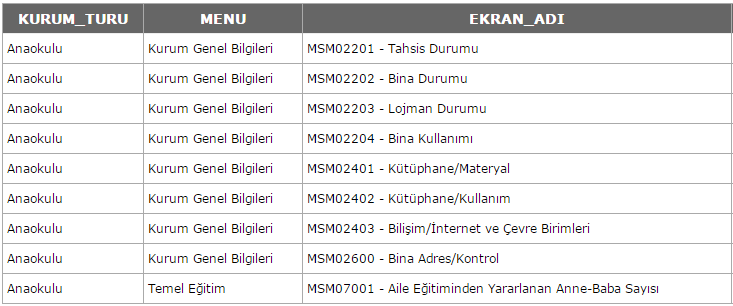 KURUM_TURU MENU EKRAN_ADI
Anaokulu Kurum Genel Bilgileri MSM02201 - Tahsis Durumu
Anaokulu Kurum Genel Bilgileri MSM02202 - Bina Durumu
Anaokulu Kurum Genel Bilgileri MSM02203 - Lojman Durumu
Anaokulu Kurum Genel Bilgileri MSM02204 - Bina Kullanımı
Anaokulu Kurum Genel Bilgileri MSM02401 - Kütüphane/Materyal
Anaokulu Kurum Genel Bilgileri MSM02402 - Kütüphane/Kullanım
Anaokulu Kurum Genel Bilgileri MSM02403 - Bilişim/İnternet ve Çevre Birimleri
Anaokulu Kurum Genel Bilgileri MSM02600 - Bina Adres/Kontrol
Anaokulu Temel Eğitim MSM07001 - Aile Eğitiminden Yararlanan Anne-Baba Sayısı